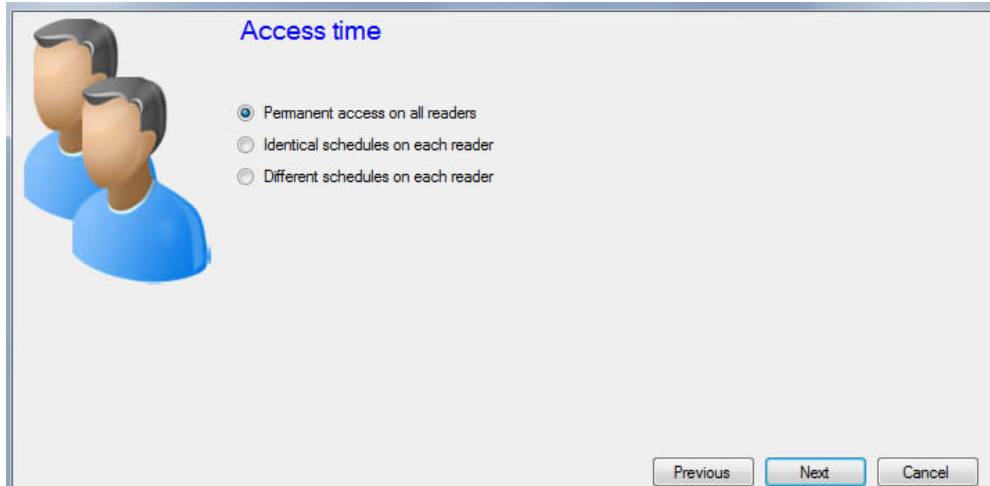 Access time
Permanent access on all readers
Identical schedules on each reader
Different schedules on each reader
Previous Next Cancel